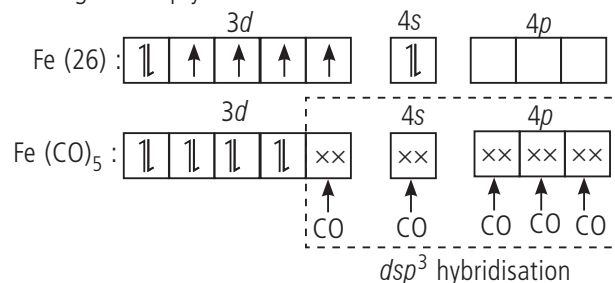 3d 4s 4p
Fe (26) : ⥮ ↑ ↑ ↑ ↑ ⥮
3d 4s 4p
Fe (CO)₅ : ⥮ ⥮ ⥮ ⥮ ×× ×× ×× ×× ××
CO CO CO CO CO
dsp³ hybridisation